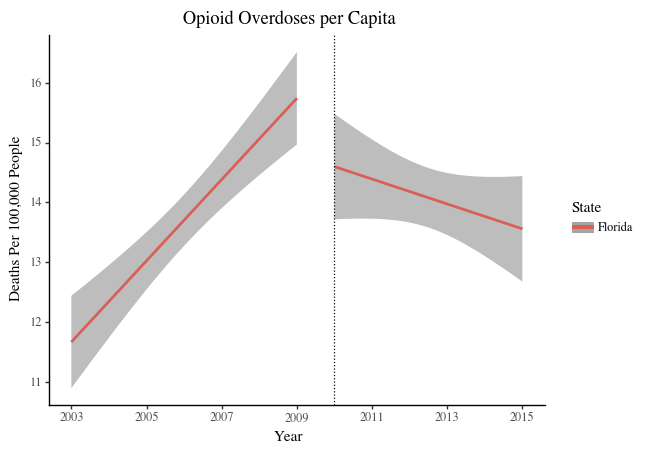 Opioid Overdoses per Capita
Deaths Per 100,000 People
16
15
14
13
12
11
2003 2005 2007 2009 2011 2013 2015
Year
State
Florida